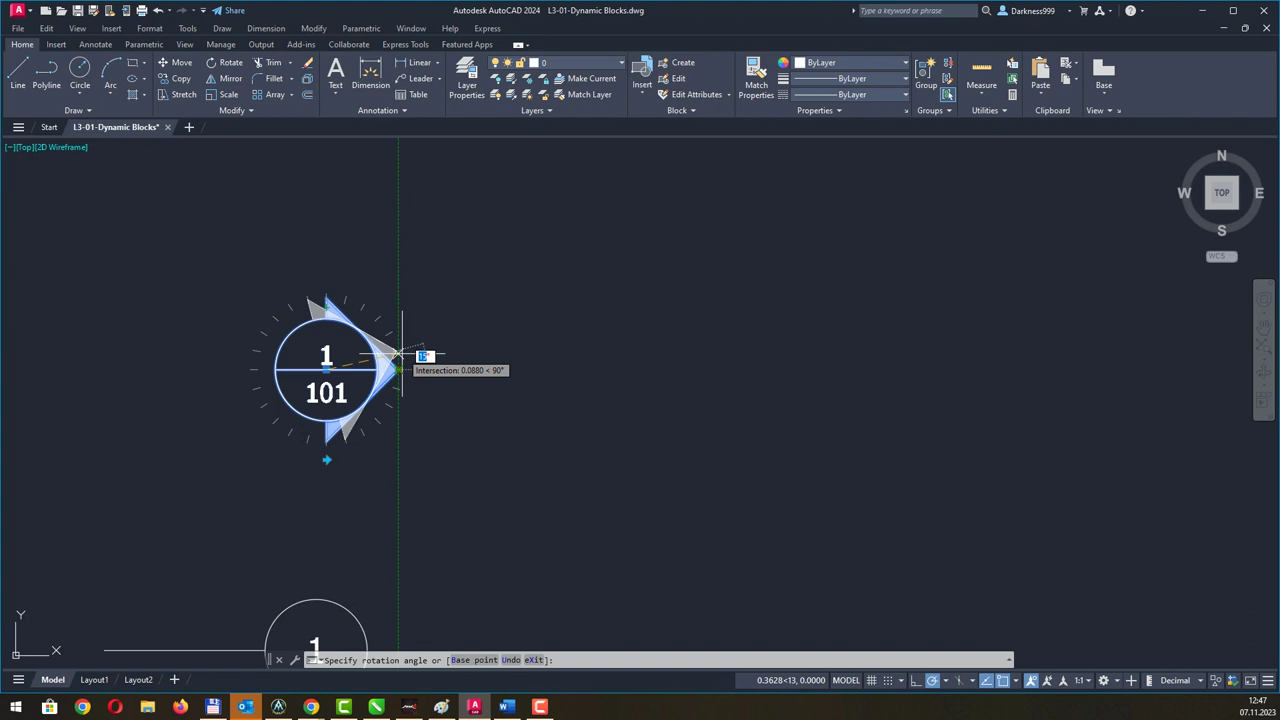 A Share Autodesk AutoCAD 2024 L3-01-Dynamic Blocks.dwg Type a keyword or phrase Darkness999
File Edit View Insert Format Tools Draw Dimension Modify Parametric Window Help Express
Home Insert Annotate Parametric View Manage Output Add-ins Collaborate Express Tools Featured Apps
Line Polyline Circle Arc Move Rotate Trim Text Dimension Linear Layer Properties 0 Insert Create Match Properties ByLayer Group Measure Paste Base
Copy Mirror Fillet Leader Make Current Edit ByLayer
Stretch Scale Array Table Match Layer Edit Attributes ByLayer
Draw Modify Annotation Layers Block Properties Groups Utilities Clipboard View
Start L3-01-Dynamic Blocks*
[−][Top][2D Wireframe]
N
W TOP E
S
WCS
1
101
15°
Intersection: 0.0880 < 90°
1
Y
X
Specify rotation angle or [Base point Undo eXit]:
Model Layout1 Layout2 0.3628<13, 0.0000 MODEL 1:1 Decimal
12:47
07.11.2023